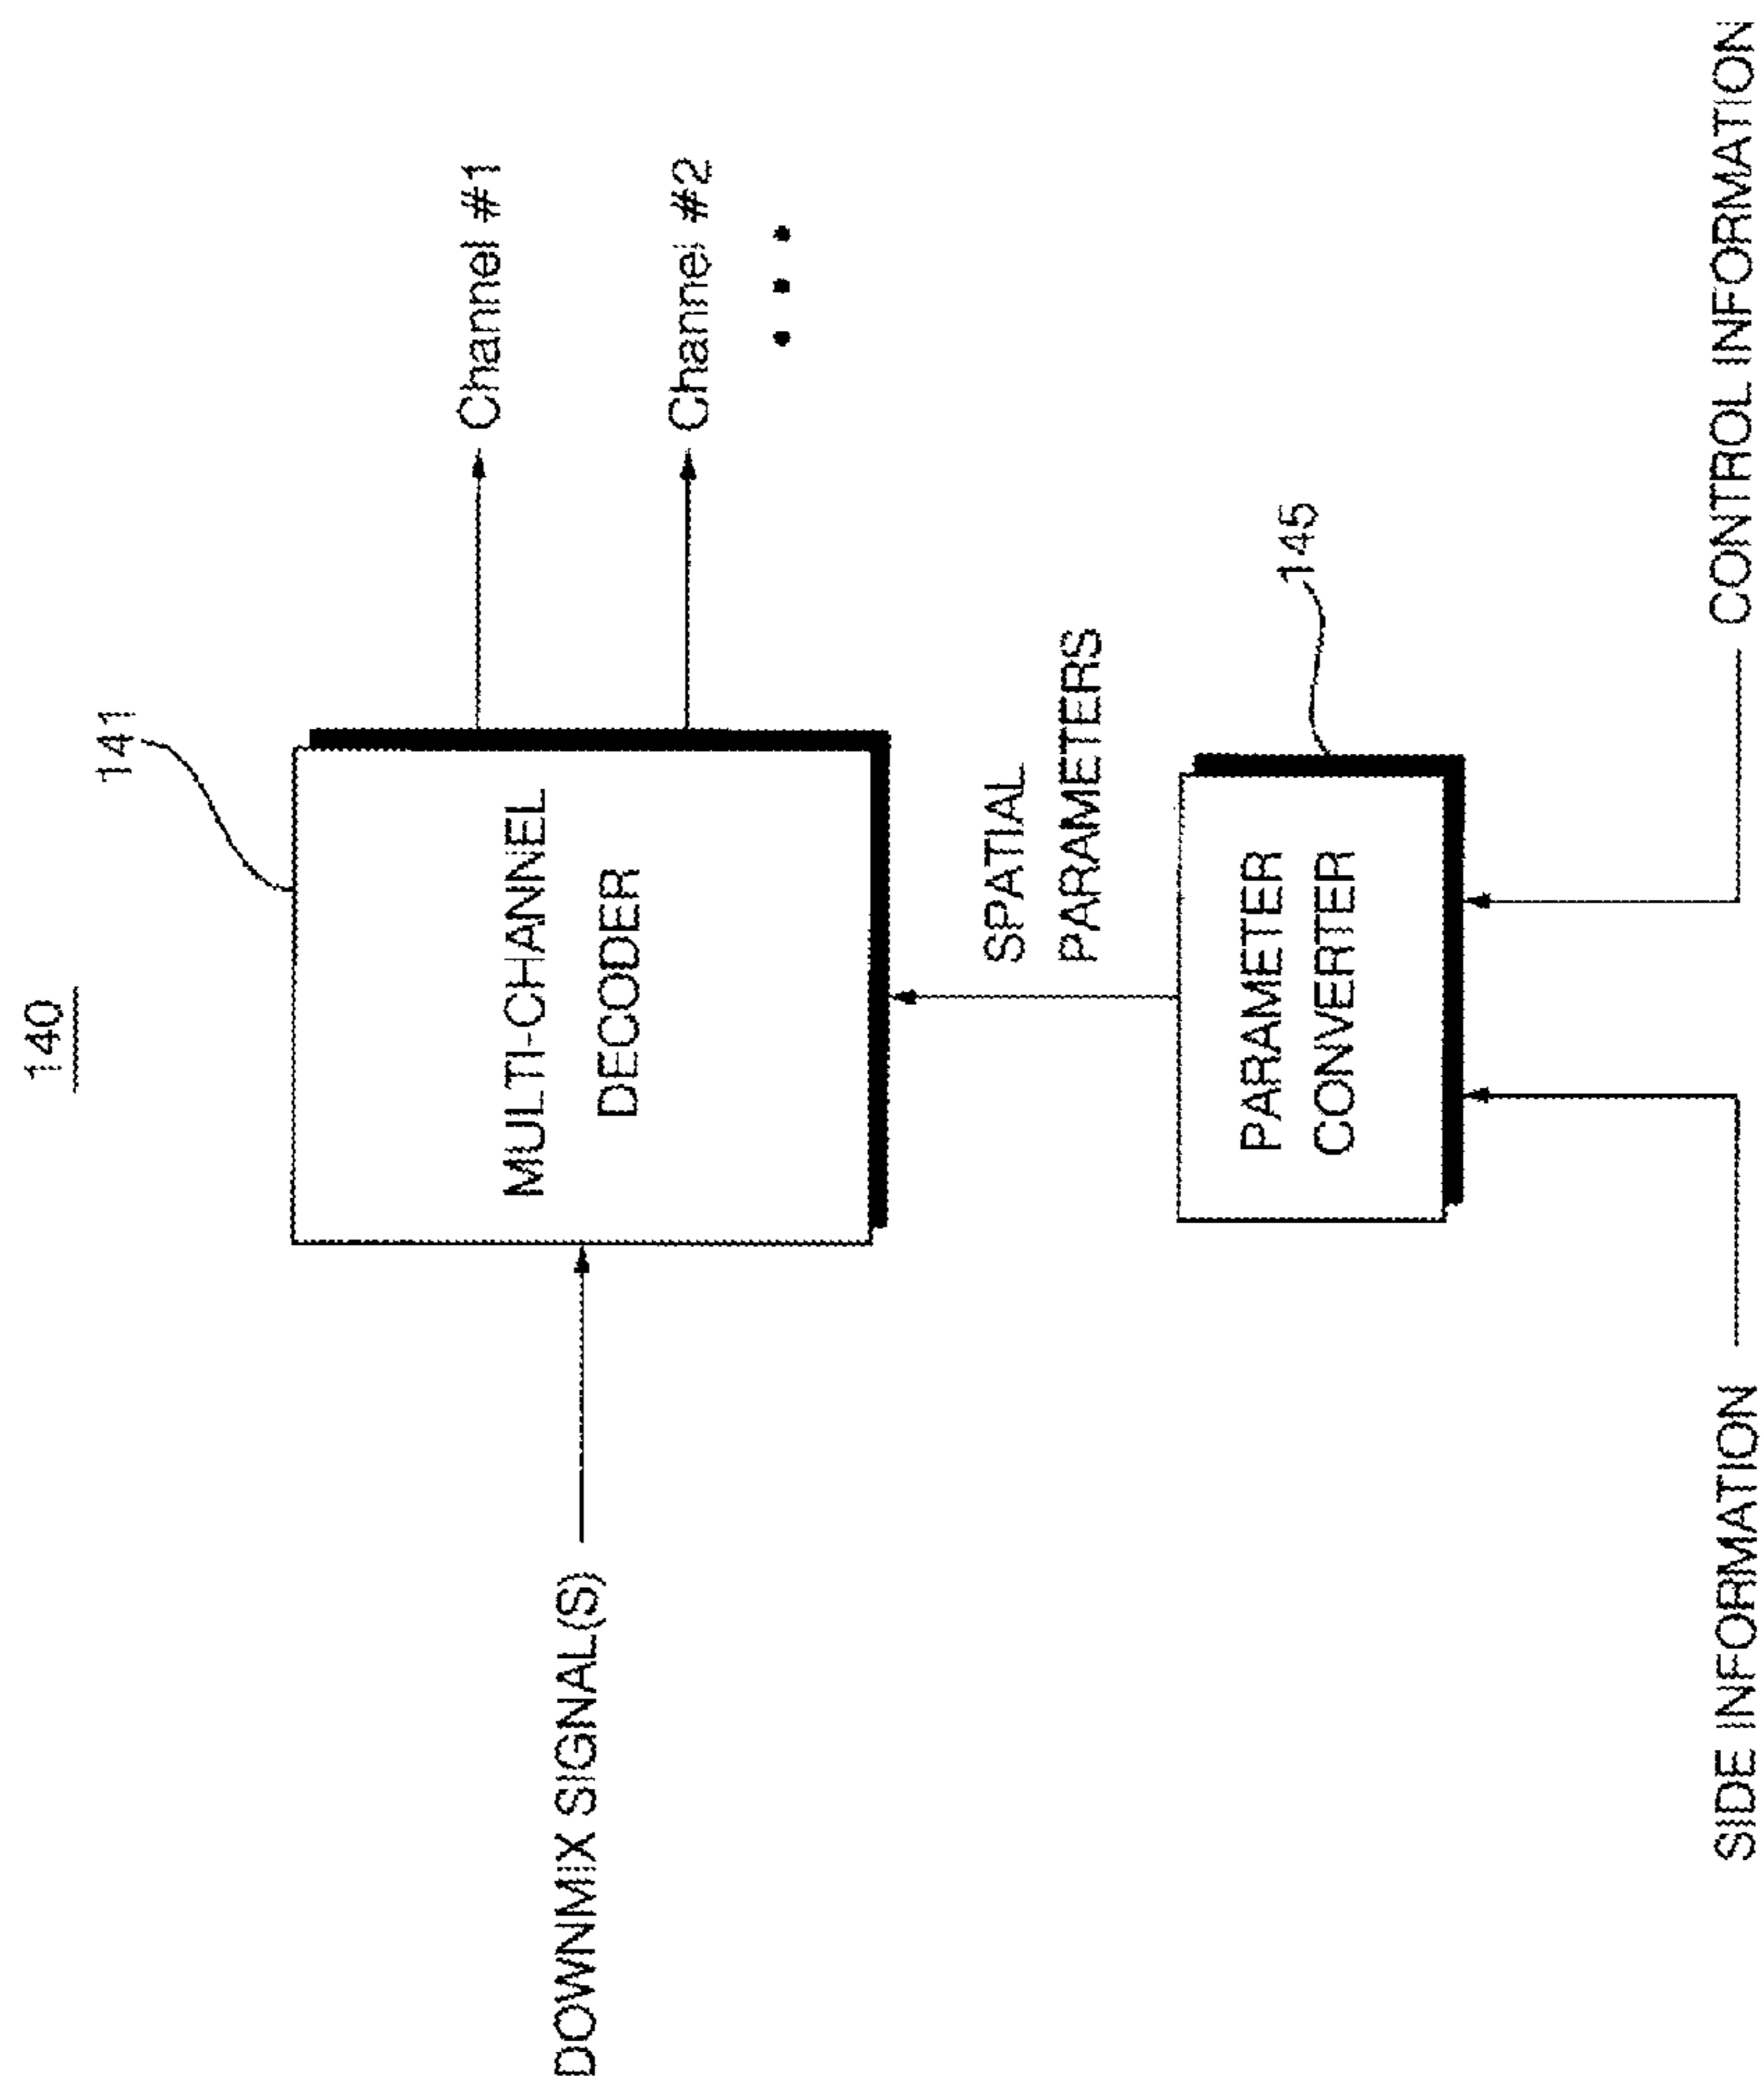 140
141
MULTI-CHANNEL
DECODER
DOWNMIX SIGNAL(S)
Channel #1
Channel #2
SPATIAL
PARAMETERS
145
PARAMETER
CONVERTER
SIDE INFORMATION
CONTROL INFORMATION